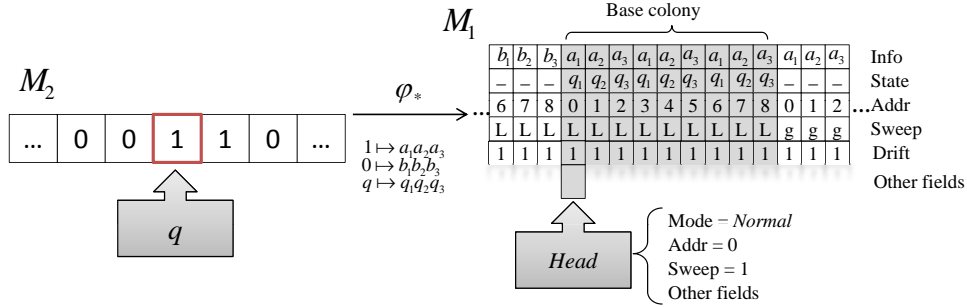 M₂
... 0 0 1 1 0 ...
q
φ*
1 ↦ a₁a₂a₃
0 ↦ b₁b₂b₃
q ↦ q₁q₂q₃
M₁
Base colony
b₁ b₂ b₃ a₁ a₂ a₃ a₁ a₂ a₃ a₁ a₂ a₃ a₁ a₂ a₃ Info
– – – q₁ q₂ q₃ q₁ q₂ q₃ q₁ q₂ q₃ – – – State
... 6 7 8 0 1 2 3 4 5 6 7 8 0 1 2 ... Addr
L L L L L L L L L L L L g g g Sweep
1 1 1 1 1 1 1 1 1 1 1 1 1 1 1 Drift
Other fields
Head
Mode = Normal
Addr = 0
Sweep = 1
Other fields